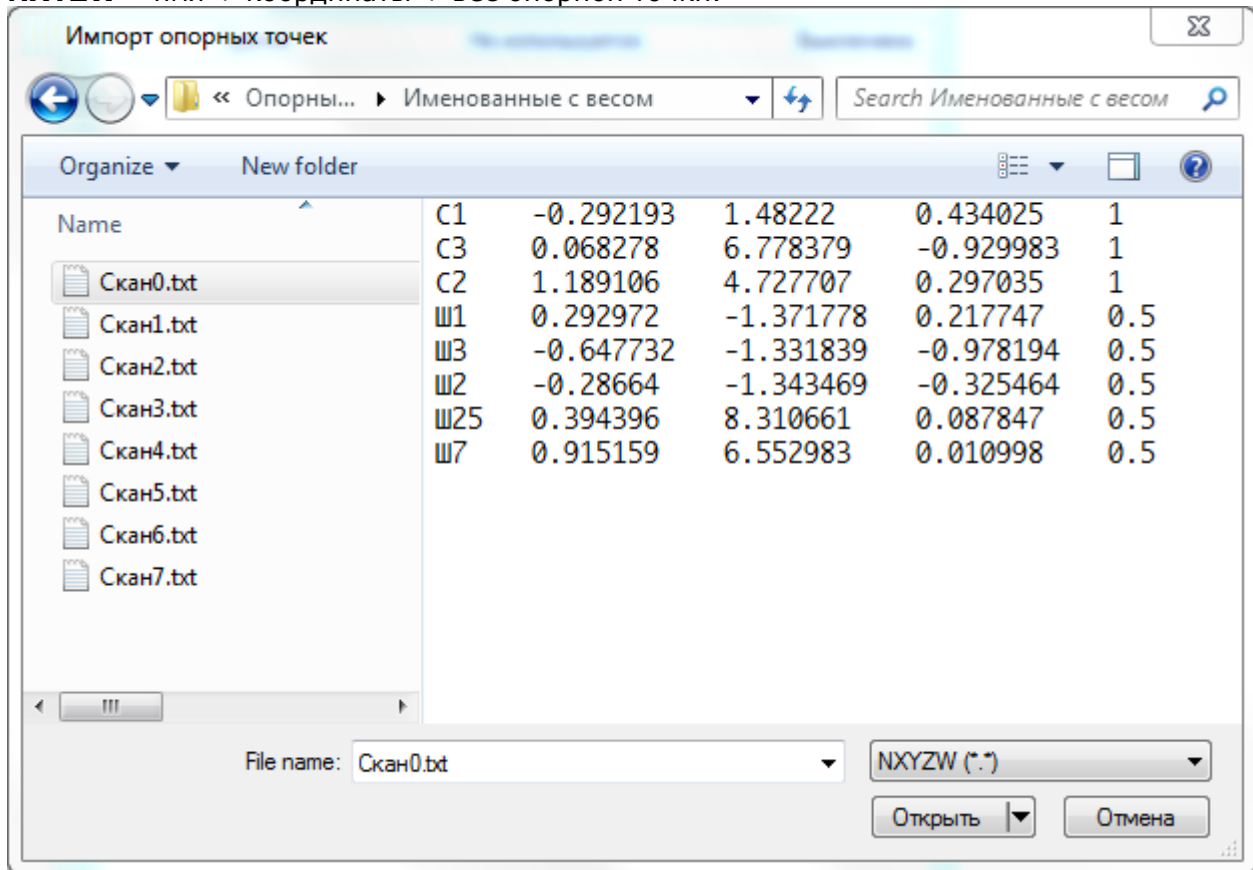 Импорт опорных точек
« Опорны... ▸ Именованные с весом
Search Именованные с весом
Organize
New folder
Name
Скан0.txt
Скан1.txt
Скан2.txt
Скан3.txt
Скан4.txt
Скан5.txt
Скан6.txt
Скан7.txt
С1 -0.292193 1.48222 0.434025 1
С3 0.068278 6.778379 -0.929983 1
С2 1.189106 4.727707 0.297035 1
Ш1 0.292972 -1.371778 0.217747 0.5
Ш3 -0.647732 -1.331839 -0.978194 0.5
Ш2 -0.28664 -1.343469 -0.325464 0.5
Ш25 0.394396 8.310661 0.087847 0.5
Ш7 0.915159 6.552983 0.010998 0.5
File name: Скан0.txt
NXYZW (*.*)
Открыть
Отмена